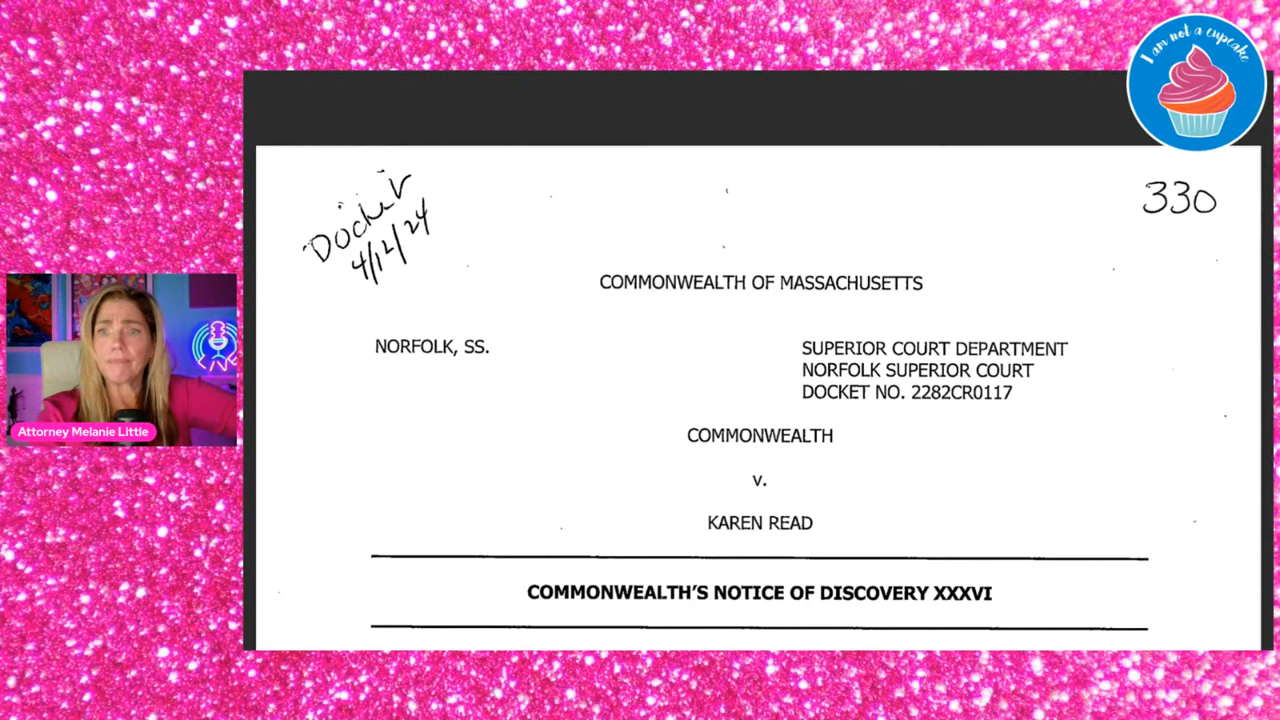 I am not a cupcake
Docket
4/12/24
330
COMMONWEALTH OF MASSACHUSETTS
NORFOLK, SS.
SUPERIOR COURT DEPARTMENT
NORFOLK SUPERIOR COURT
DOCKET NO. 2282CR0117
COMMONWEALTH
v.
KAREN READ
COMMONWEALTH'S NOTICE OF DISCOVERY XXXVI
LIVE
Attorney Melanie Little